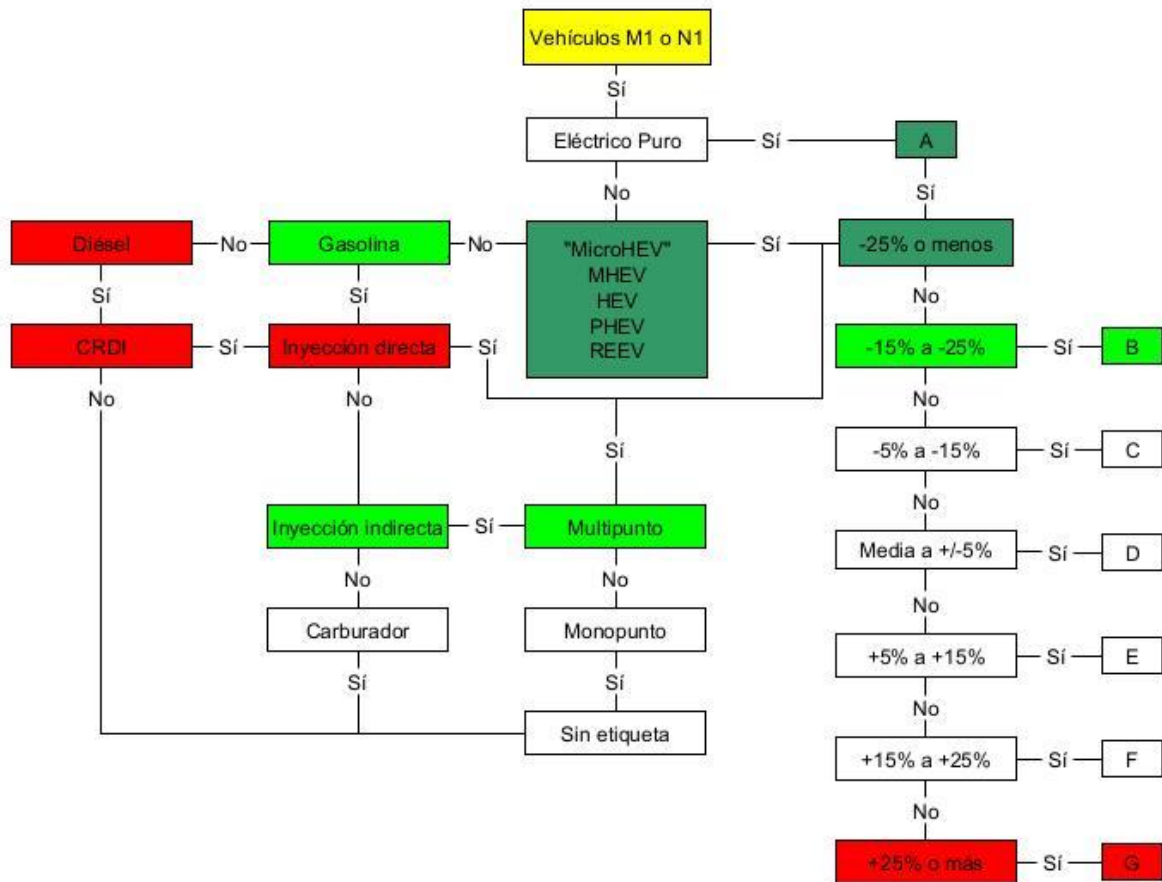 Vehículos M1 o N1
Sí
Eléctrico Puro
Sí
A
No
Sí
Diésel
No
Gasolina
No
"MicroHEV"
MHEV
HEV
PHEV
REEV
Sí
-25% o menos
Sí
Sí
No
CRDI
Sí
Inyección directa
Sí
-15% a -25%
Sí
B
No
No
No
-5% a -15%
Sí
C
Sí
No
Inyección indirecta
Sí
Multipunto
Media a +/-5%
Sí
D
No
No
No
Carburador
Monopunto
+5% a +15%
Sí
E
Sí
Sí
No
Sin etiqueta
+15% a +25%
Sí
F
No
+25% o más
Sí
G